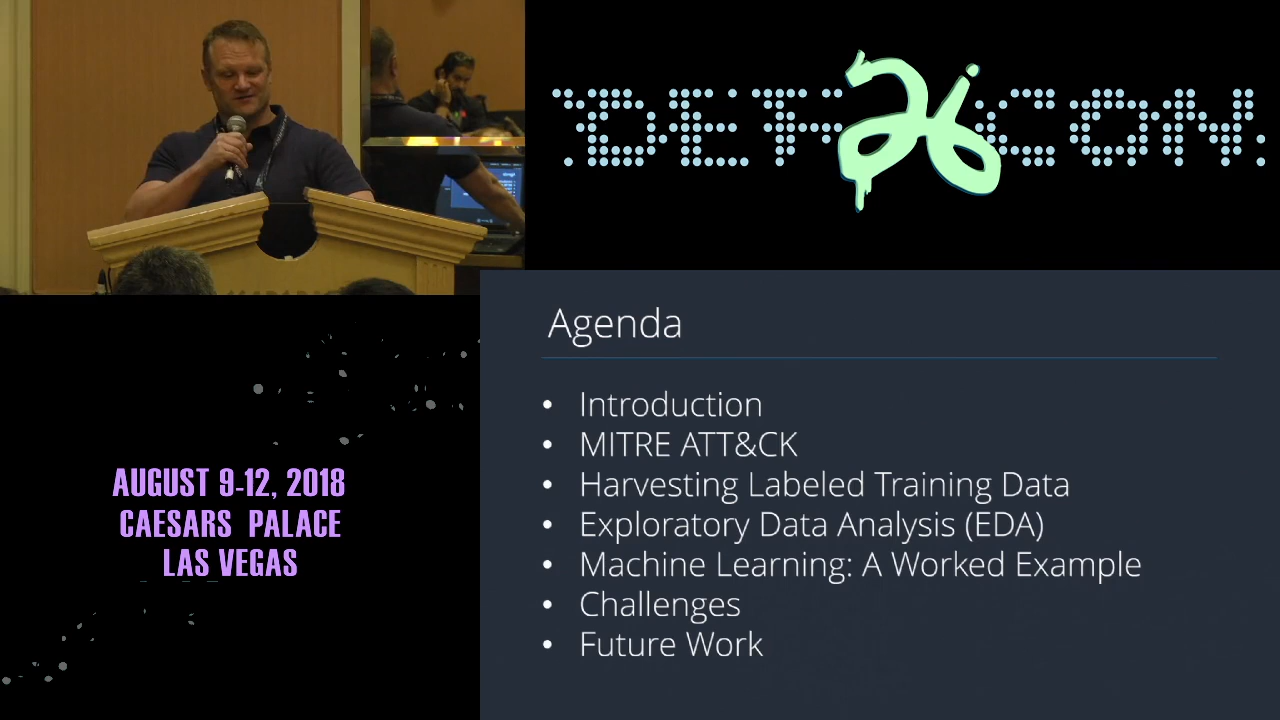 DEF 26 CON
Agenda
• Introduction
• MITRE ATT&CK
• Harvesting Labeled Training Data
• Exploratory Data Analysis (EDA)
• Machine Learning: A Worked Example
• Challenges
• Future Work
AUGUST 9-12, 2018
CAESARS PALACE
LAS VEGAS